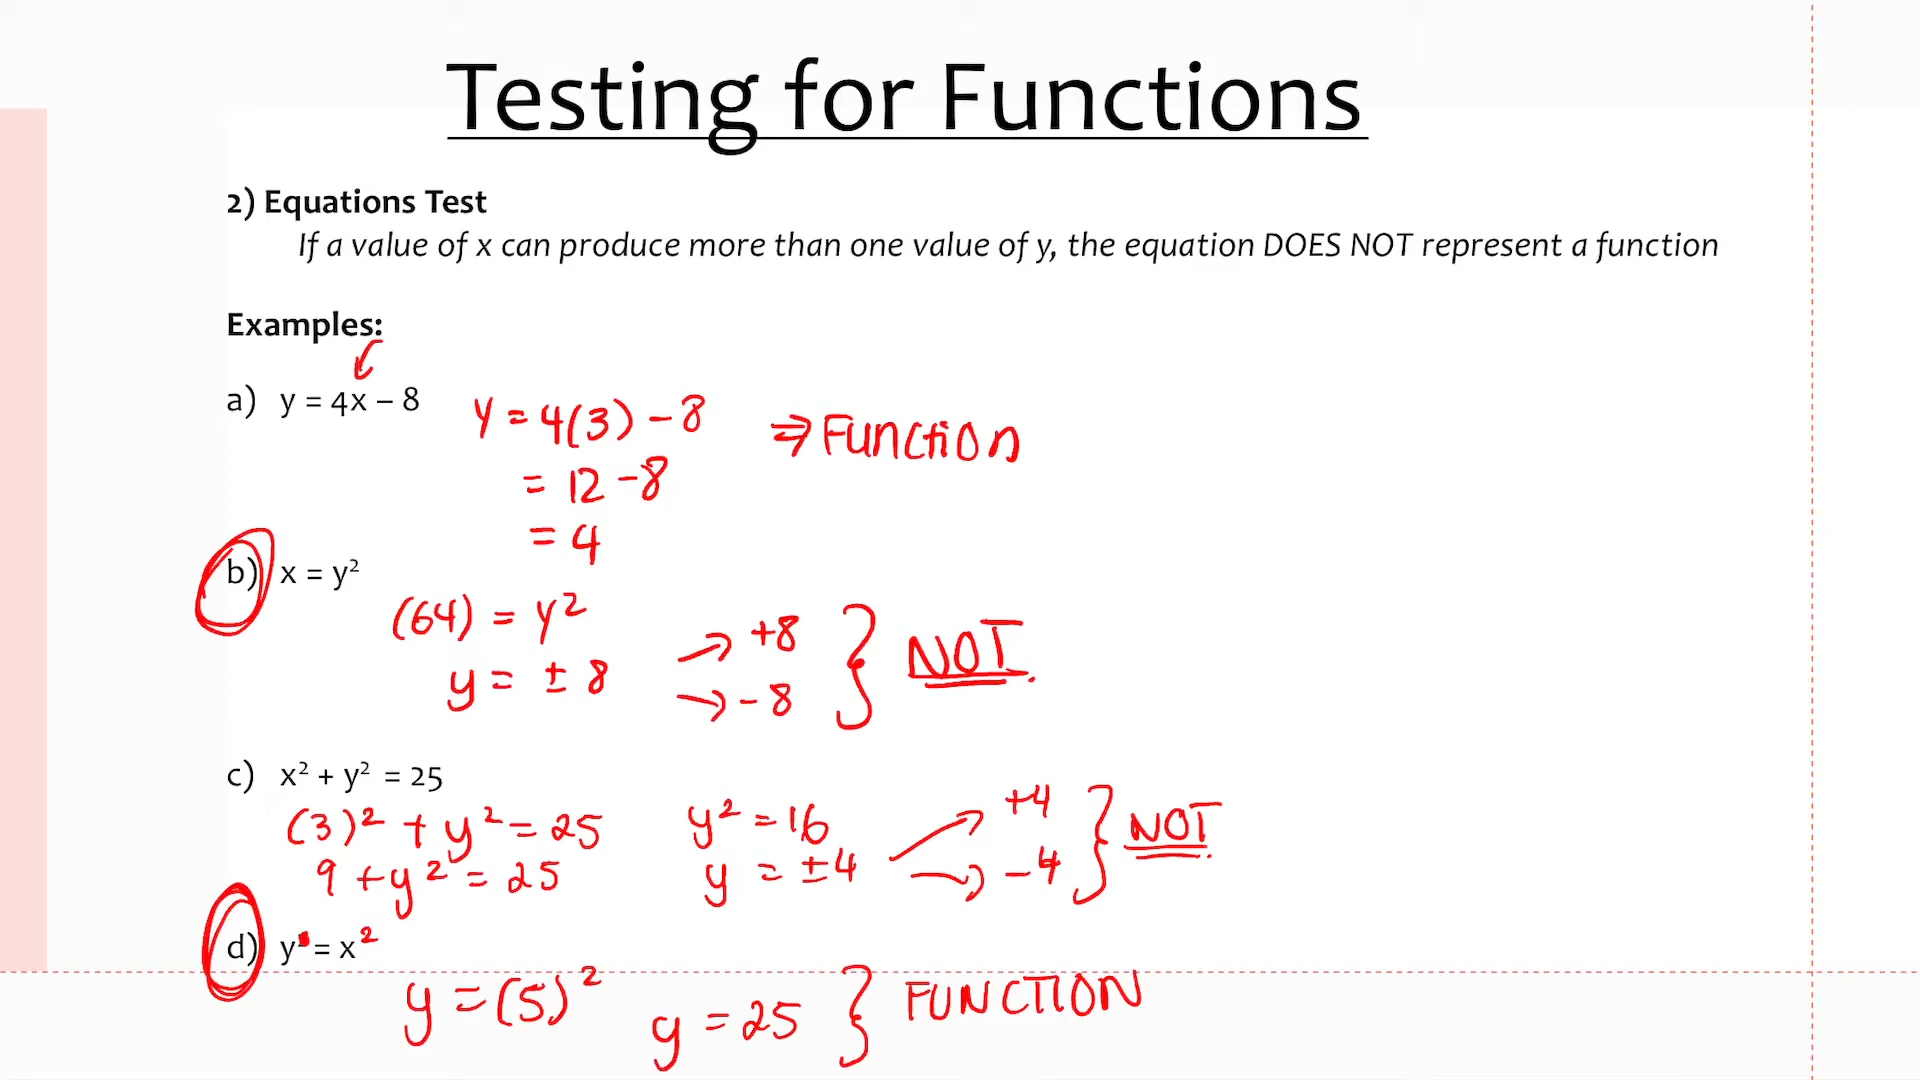 Testing for Functions
2) Equations Test
If a value of x can produce more than one value of y, the equation DOES NOT represent a function
Examples:
a) y = 4x – 8
y = 4(3) - 8 ⇒ Function
= 12 - 8
= 4
b) x = y²
(64) = y²
y = ± 8 → +8 → - 8 } NOT.
c) x² + y² = 25
(3)² + y² = 25 y² = 16
9 + y² = 25 y = ±4 → +4 → -4 } NOT.
d) y = x²
y = (5)² y = 25 } FUNCTION